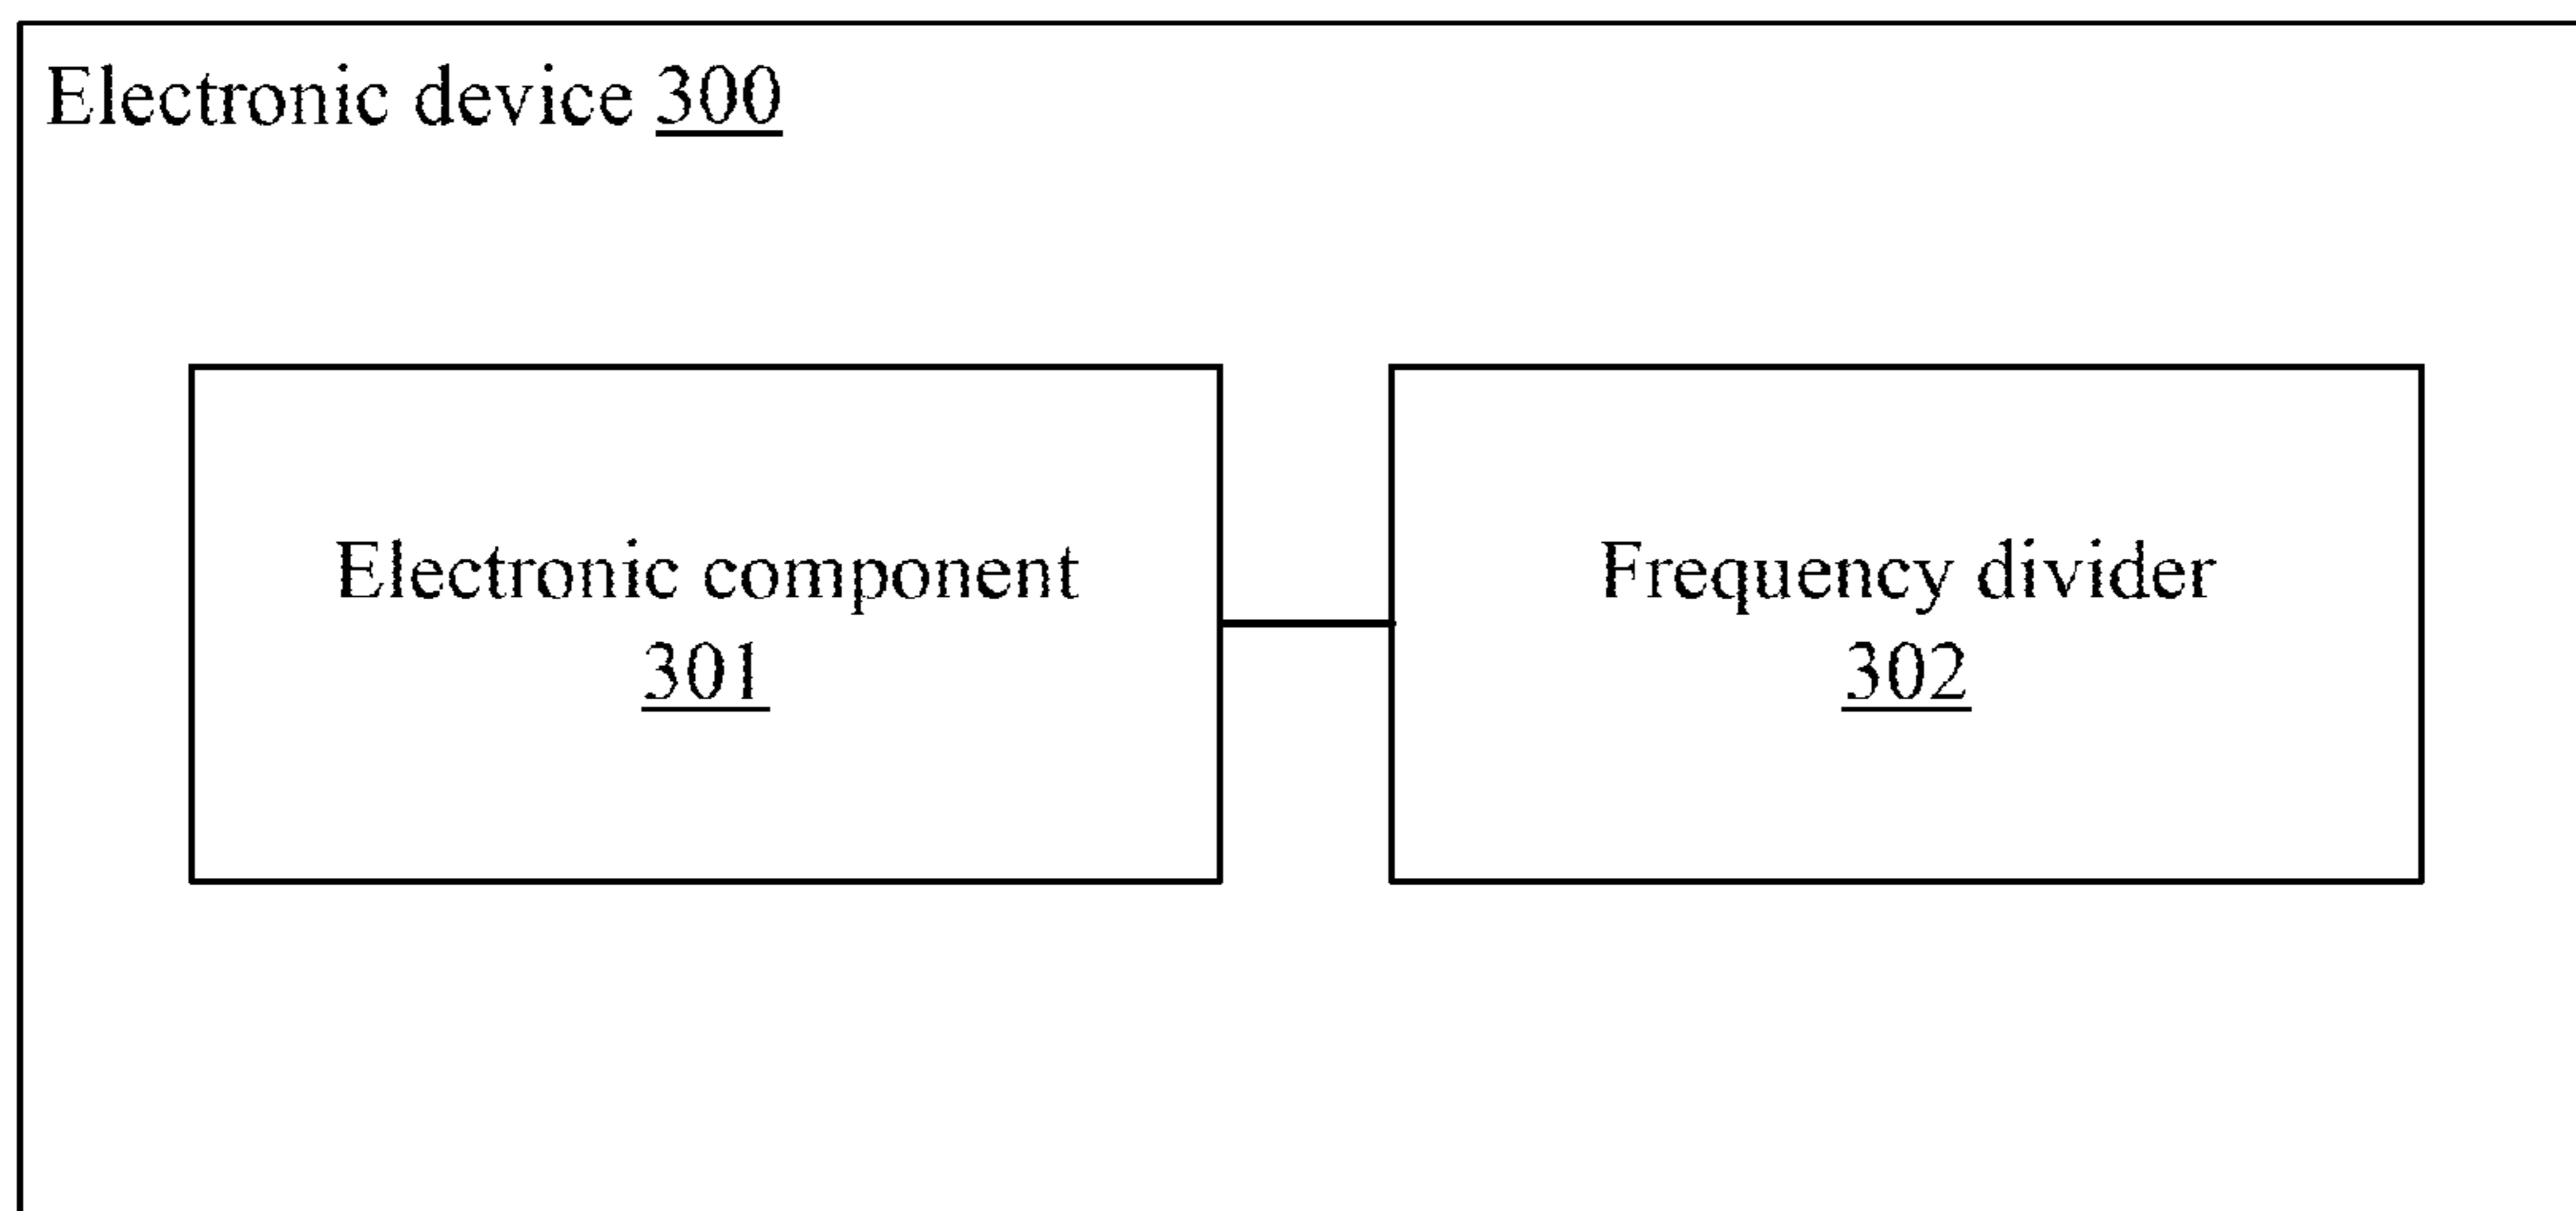 Electronic device 300
Electronic component
301
Frequency divider
302